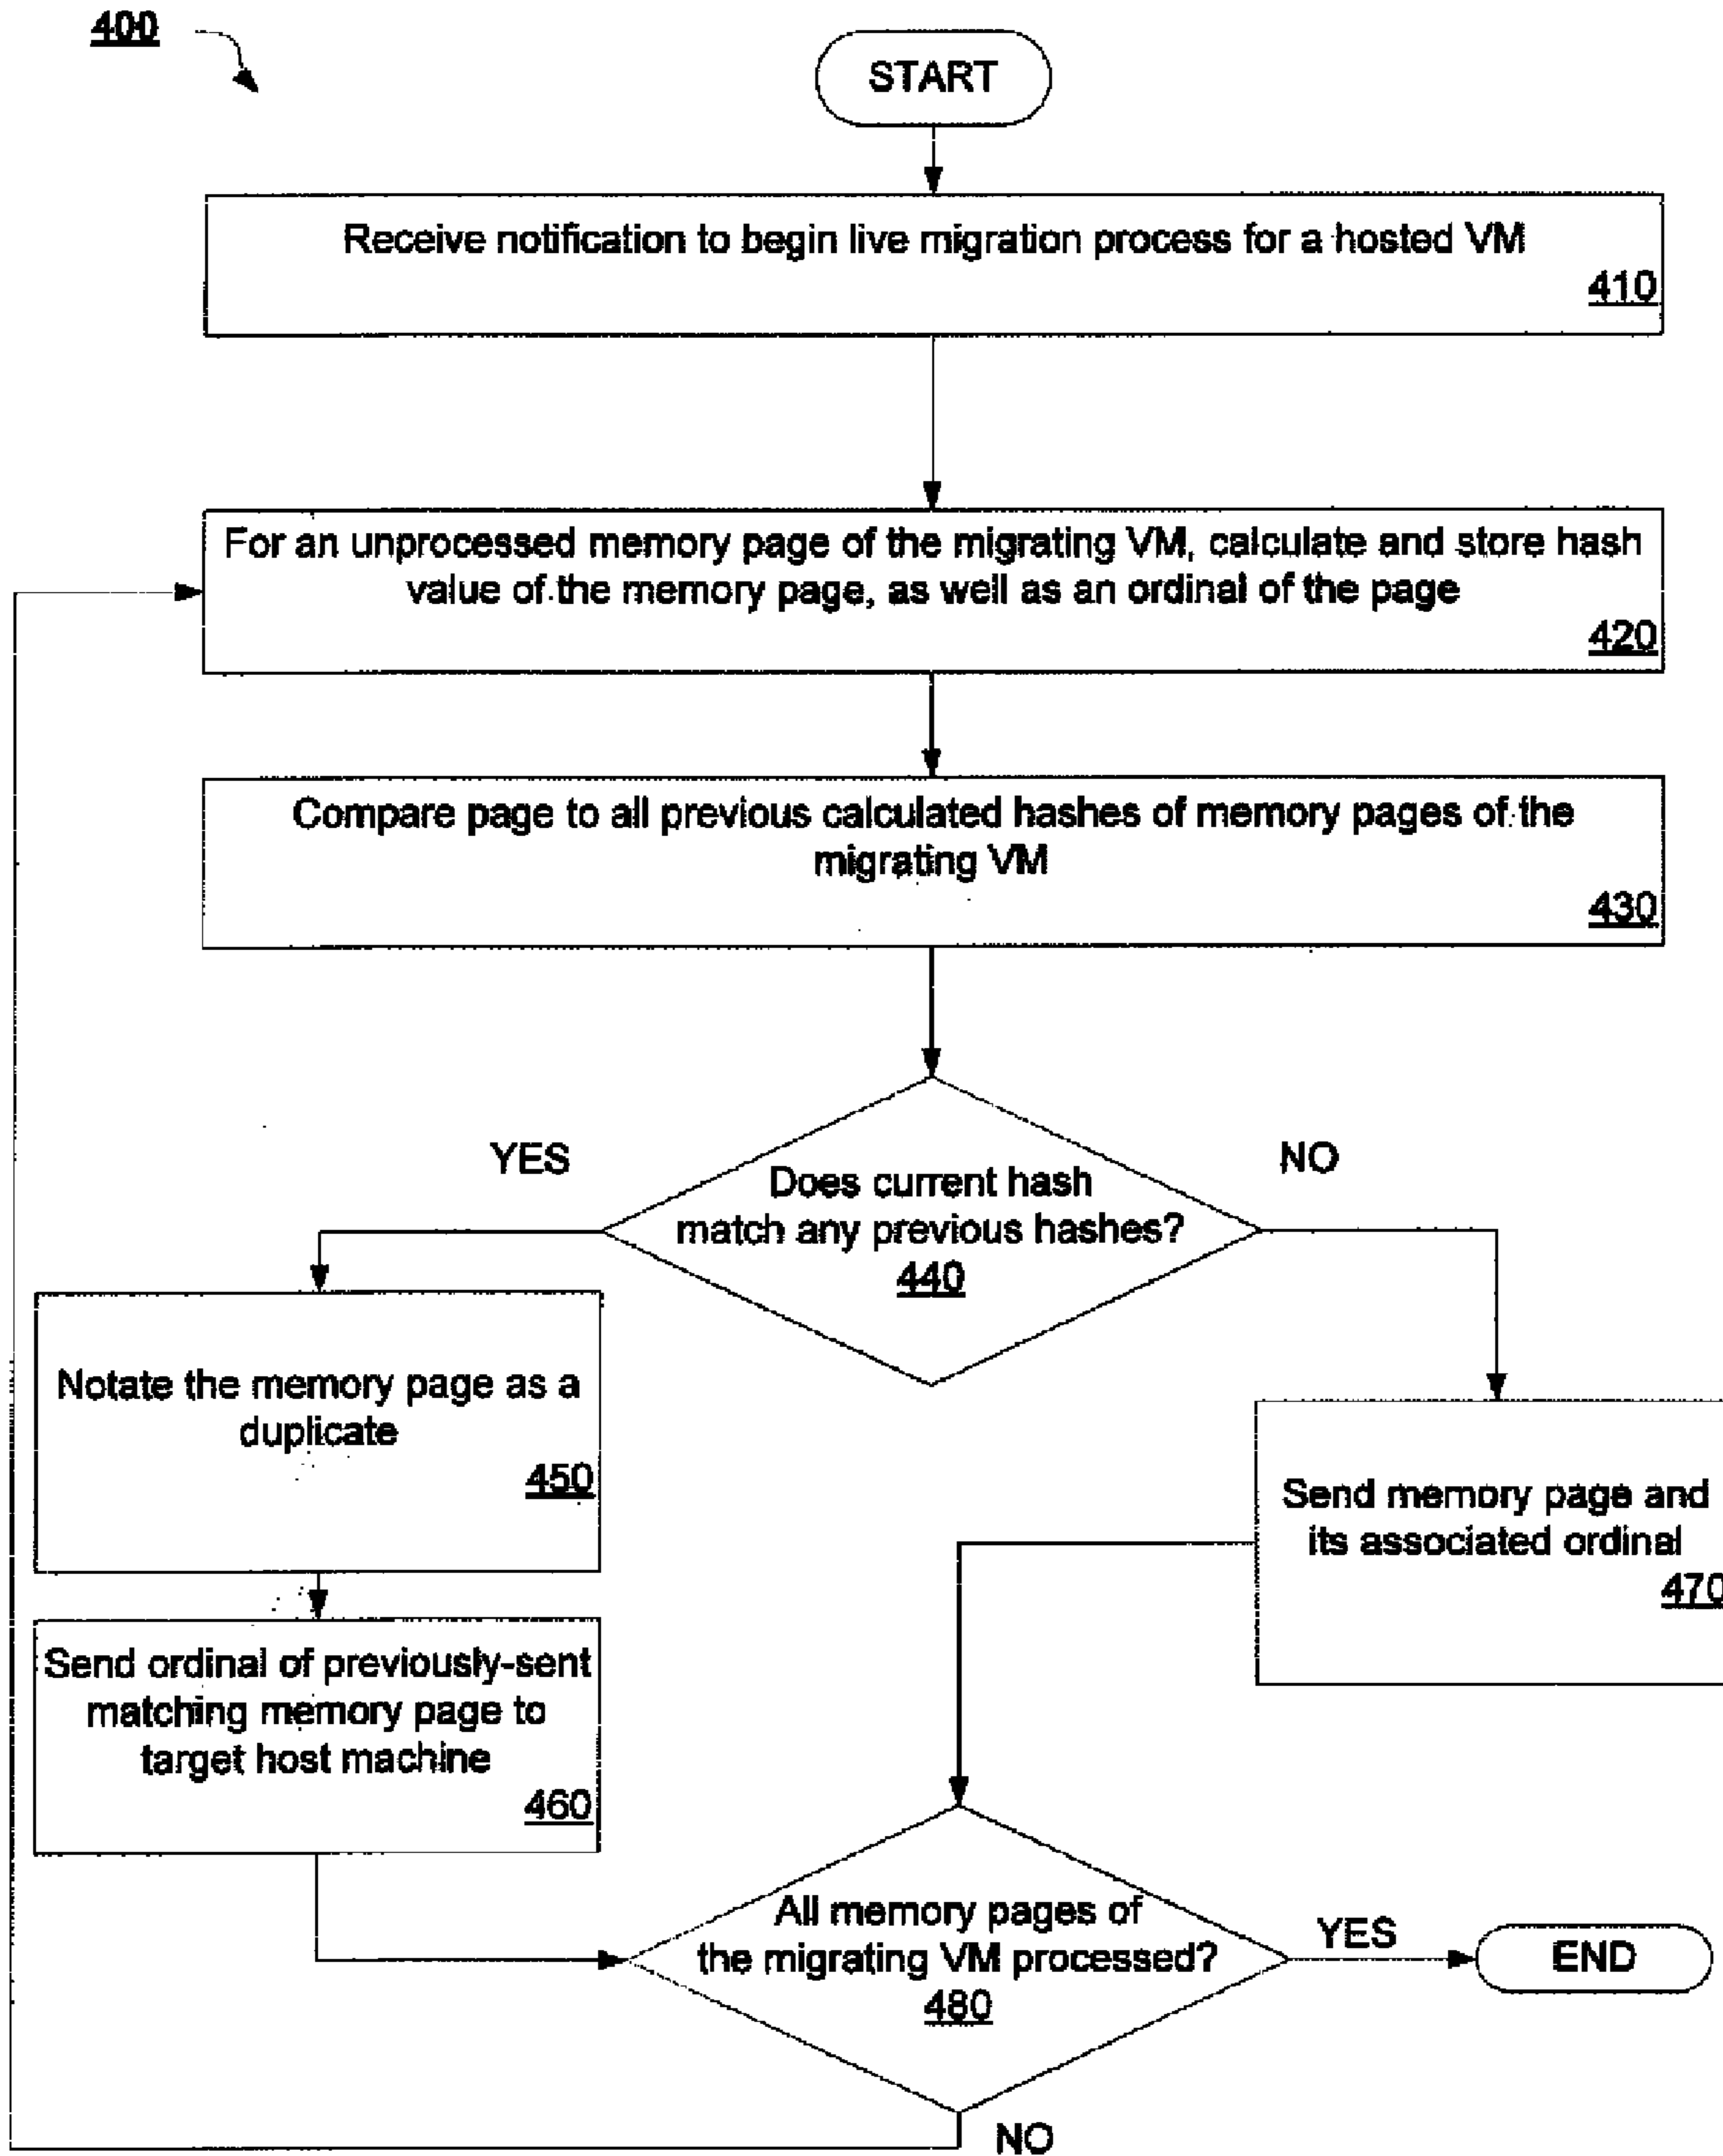 400
START
Receive notification to begin live migration process for a hosted VM
410
For an unprocessed memory page of the migrating VM, calculate and store hash
value of the memory page, as well as an ordinal of the page
420
Compare page to all previous calculated hashes of memory pages of the
migrating VM
430
YES
NO
Does current hash
match any previous hashes?
440
Notate the memory page as a
duplicate
450
Send memory page and
its associated ordinal
470
Send ordinal of previously-sent
matching memory page to
target host machine
460
All memory pages of
the migrating VM processed?
480
YES
END
NO